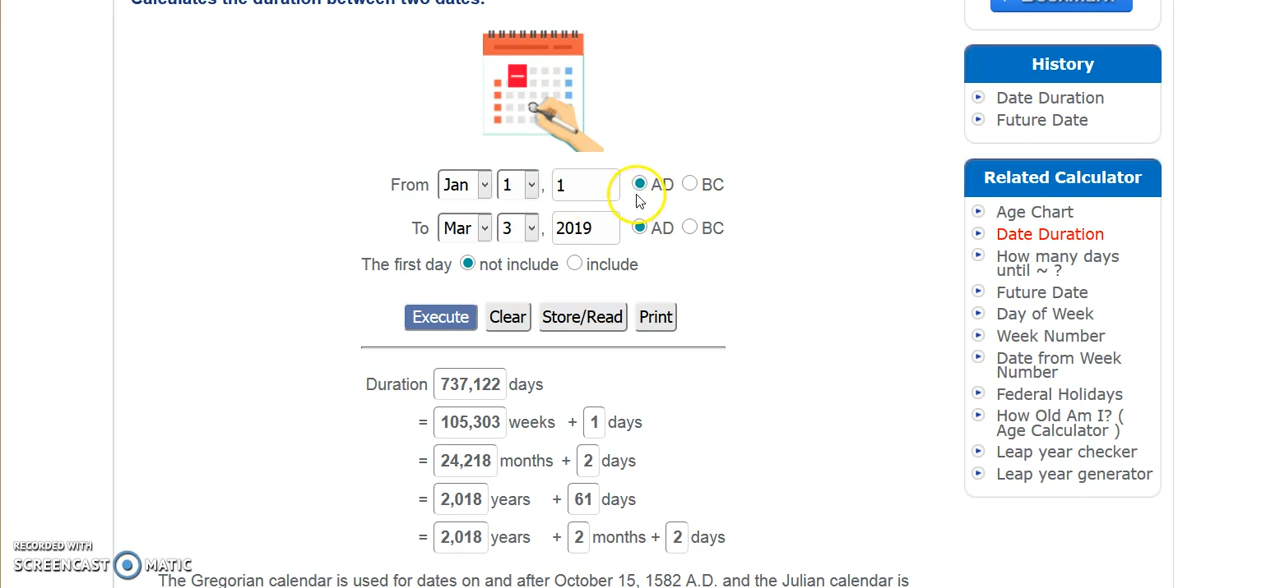 Calculates the duration between two dates.
From Jan 1 , 1 AD BC
To Mar 3 , 2019 AD BC
The first day not include include
Execute Clear Store/Read Print
Duration 737,122 days
= 105,303 weeks + 1 days
= 24,218 months + 2 days
= 2,018 years + 61 days
= 2,018 years + 2 months + 2 days
The Gregorian calendar is used for dates on and after October 15, 1582 A.D. and the Julian calendar is
Bookmark
History
Date Duration
Future Date
Related Calculator
Age Chart
Date Duration
How many days
until ~ ?
Future Date
Day of Week
Week Number
Date from Week
Number
Federal Holidays
How Old Am I? (
Age Calculator )
Leap year checker
Leap year generator
RECORDED WITH
SCREENCAST MATIC